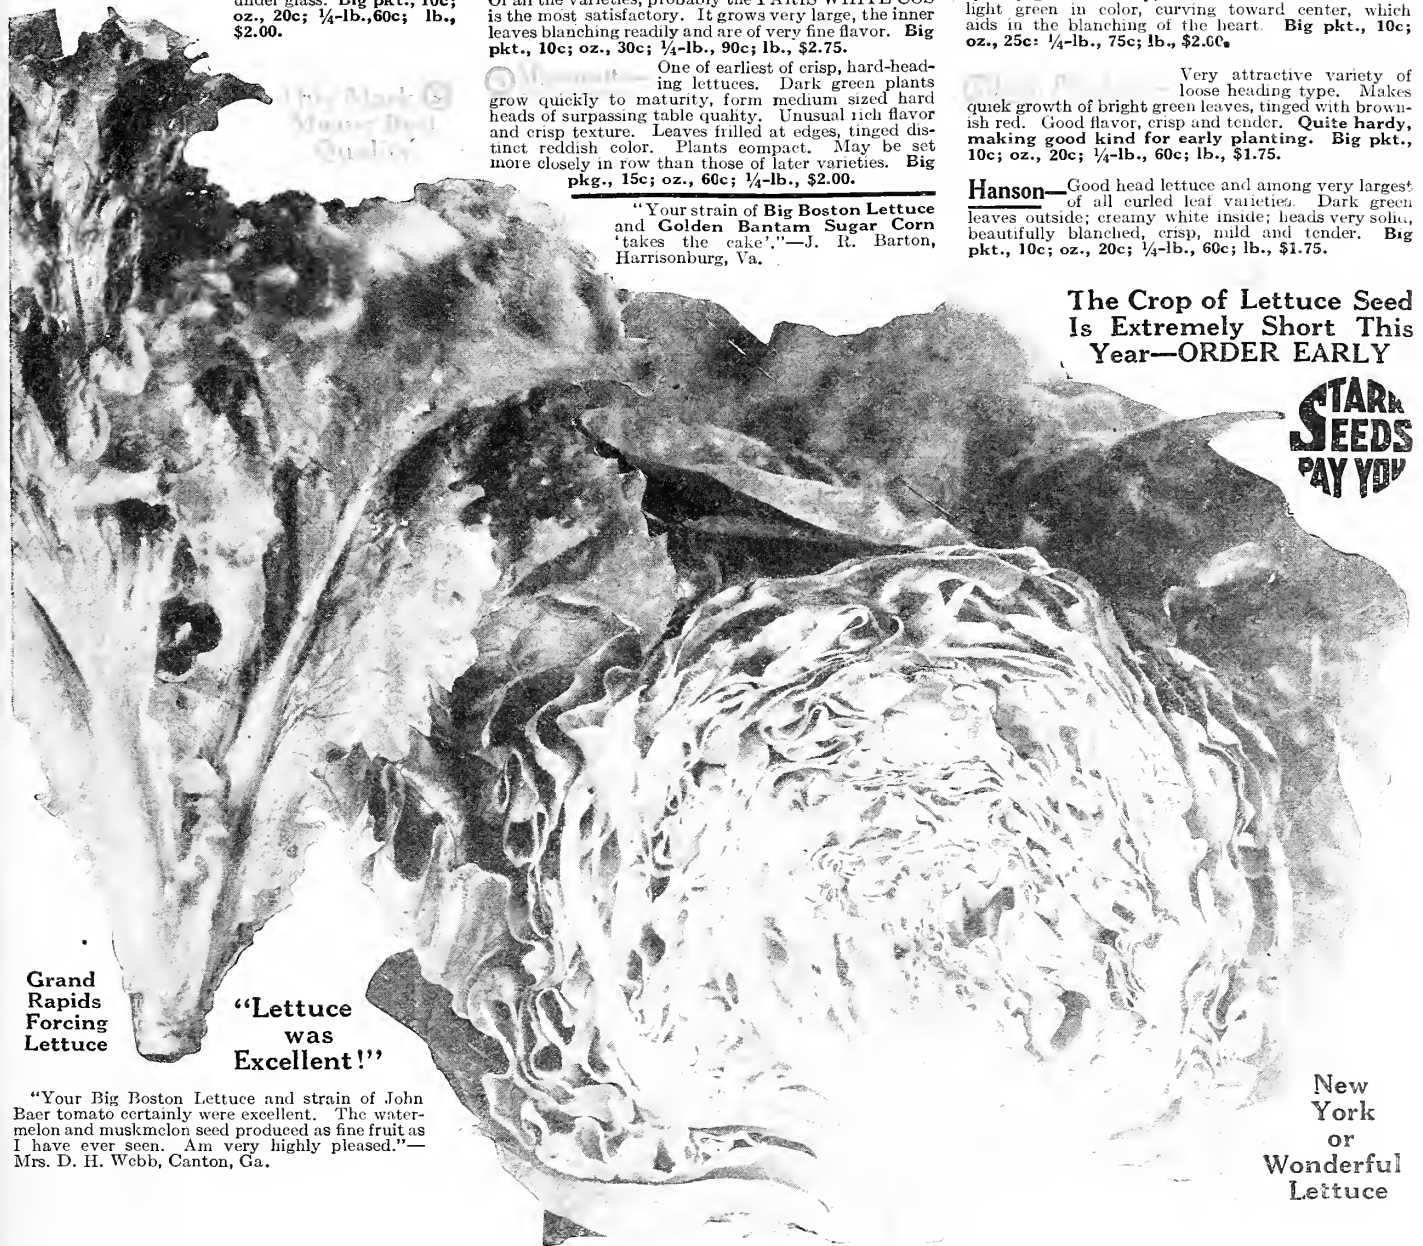 under glass. Big pkt., 10c;
oz., 20c; ¼-lb., 60c; lb.,
$2.00.
Of all the varieties, probably the PARIS WHITE COS
is the most satisfactory. It grows very large, the inner
leaves blanching readily and are of very fine flavor. Big
pkt., 10c; oz., 30c; ¼-lb., 90c; lb., $2.75.
One of earliest of crisp, hard-head-
ing lettuces. Dark green plants
grow quickly to maturity, form medium sized hard
heads of surpassing table quality. Unusual rich flavor
and crisp texture. Leaves frilled at edges, tinged dis-
tinct reddish color. Plants compact. May be set
more closely in row than those of later varieties. Big
pkg., 15c; oz., 60c; ¼-lb., $2.00.
"Your strain of Big Boston Lettuce
and Golden Bantam Sugar Corn
'takes the cake'."—J. R. Barton,
Harrisonburg, Va.
light green in color, curving toward center, which
aids in the blanching of the heart. Big pkt., 10c;
oz., 25c; ¼-lb., 75c; lb., $2.00.
Very attractive variety of
loose heading type. Makes
quick growth of bright green leaves, tinged with brown-
ish red. Good flavor, crisp and tender. Quite hardy,
making good kind for early planting. Big pkt.,
10c; oz., 20c; ¼-lb., 60c; lb., $1.75.
Hanson—Good head lettuce and among very largest
of all curled leaf varieties. Dark green
leaves outside; creamy white inside; heads very solid,
beautifully blanched, crisp, mild and tender. Big
pkt., 10c; oz., 20c; ¼-lb., 60c; lb., $1.75.
The Crop of Lettuce Seed
Is Extremely Short This
Year—ORDER EARLY
STARK
SEEDS
PAY YOU
Grand
Rapids
Forcing
Lettuce
"Lettuce
was
Excellent!"
"Your Big Boston Lettuce and strain of John
Baer tomato certainly were excellent. The water-
melon and muskmelon seed produced as fine fruit as
I have ever seen. Am very highly pleased."—
Mrs. D. H. Webb, Canton, Ga.
New
York
or
Wonderful
Lettuce